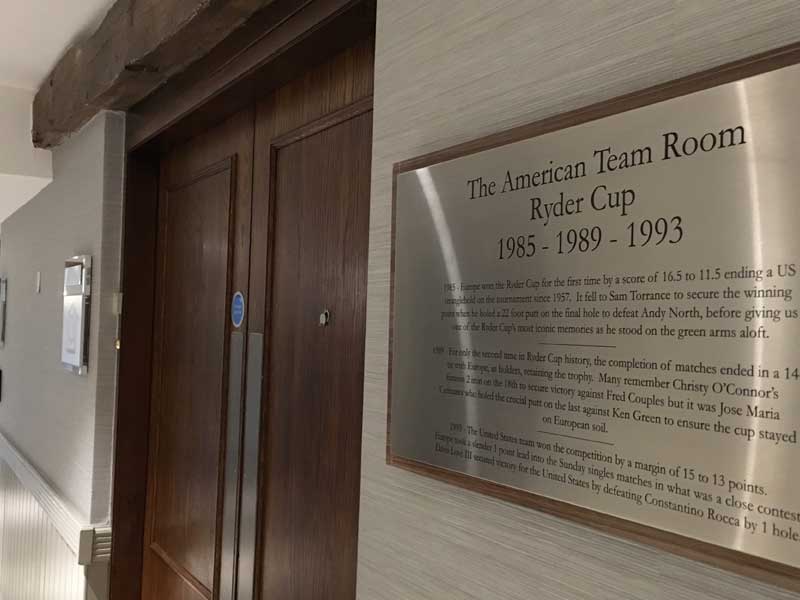 The American Team Room
Ryder Cup
1985 - 1989 - 1993
1985 - Europe won the Ryder Cup for the first time by a score of 16.5 to 11.5 ending a US
stranglehold on the tournament since 1957. It fell to Sam Torrance to secure the winning
point when he holed a 22 foot putt on the final hole to defeat Andy North, before giving us
one of the Ryder Cup's most iconic memories as he stood on the green arms aloft.
1989 - For only the second time in Ryder Cup history, the completion of matches ended in a 14-
tie with Europe, as holders, retaining the trophy. Many remember Christy O'Connor's
famous 2 iron on the 18th to secure victory against Fred Couples but it was Jose Maria
Canizares who holed the crucial putt on the last against Ken Green to ensure the cup stayed
on European soil.
1993 - The United States team won the competition by a margin of 15 to 13 points.
Europe took a slender 1 point lead into the Sunday singles matches in what was a close contest
Davis Love III secured victory for the United States by defeating Constantino Rocca by 1 hole.